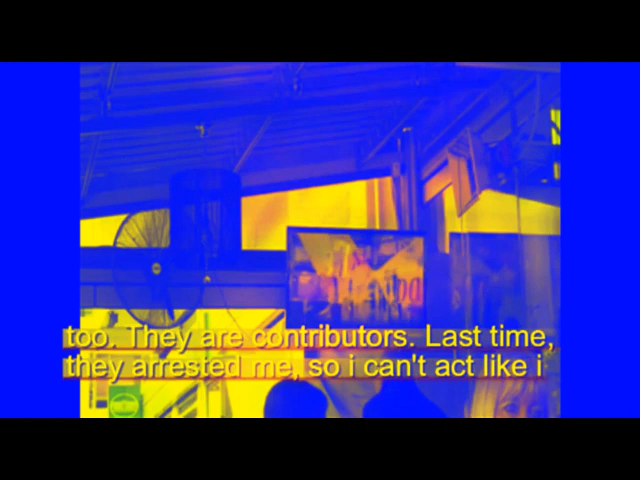 too. They are contributors. Last time,
they arrested me, so i can't act like i